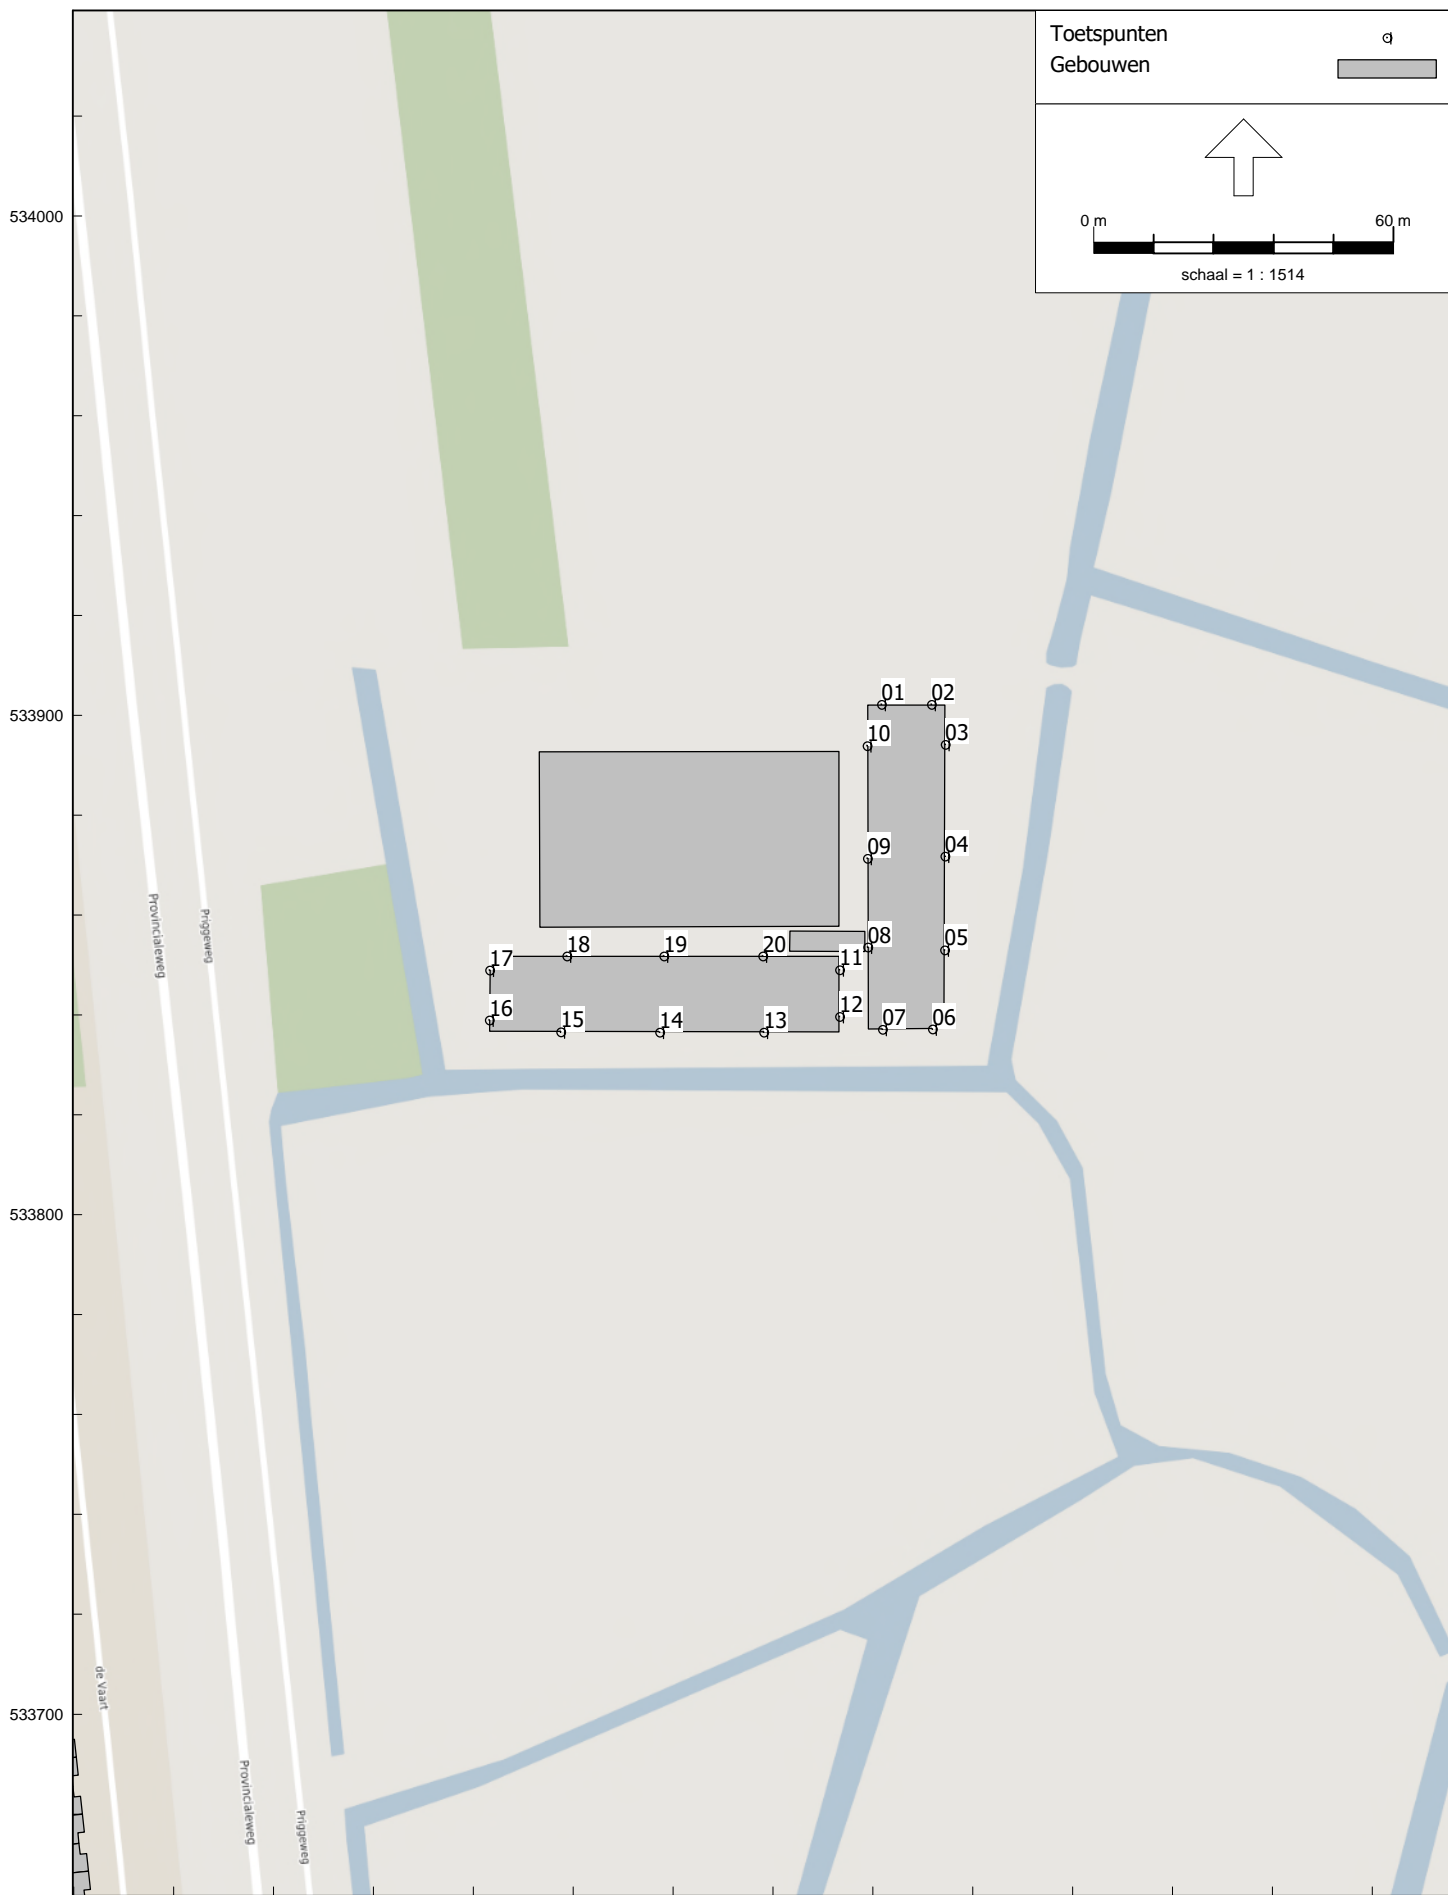 Toetspunten
Gebouwen
0 m
60 m
schaal = 1 : 1514
534000
533900
533800
533700
01
02
10
03
09
04
08
05
07
06
17
18
19
20
11
16
15
14
13
12
Provincialeweg
Priggeweg
de Vaart
Provincialeweg
Priggeweg